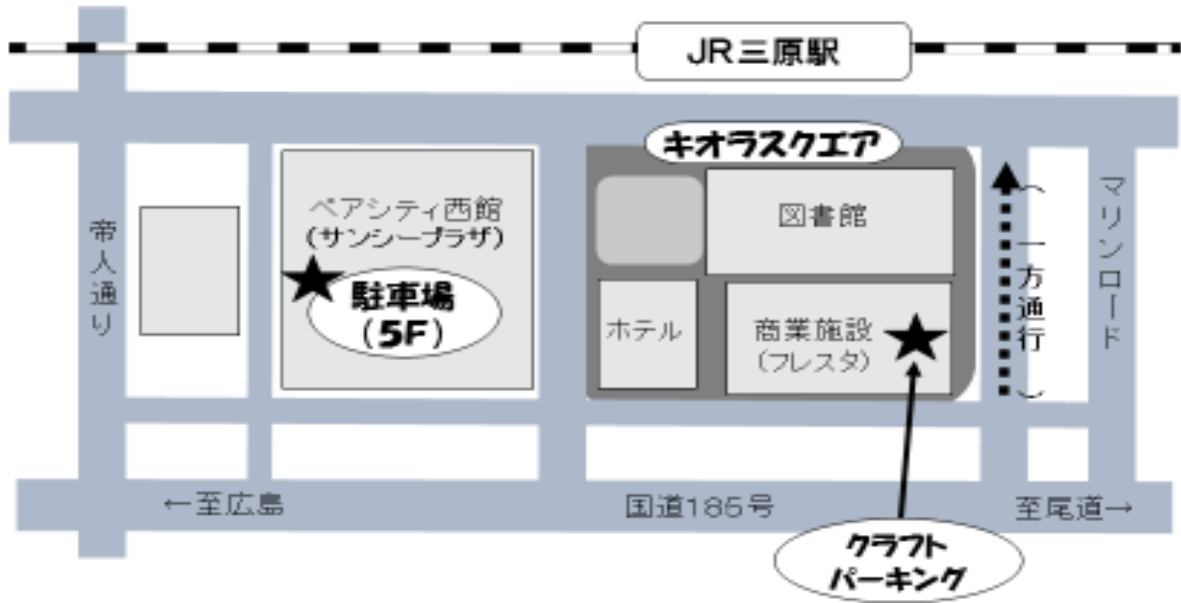 JR三原駅
キオラスクエア
ペアシティ西館
(サンシープラザ)
図書館
帝人通り
駐車場
(5F)
ホテル
商業施設
(フレスタ)
(一方通行)
マリンロード
←至広島
国道185号
至尾道→
クラフト
パーキング